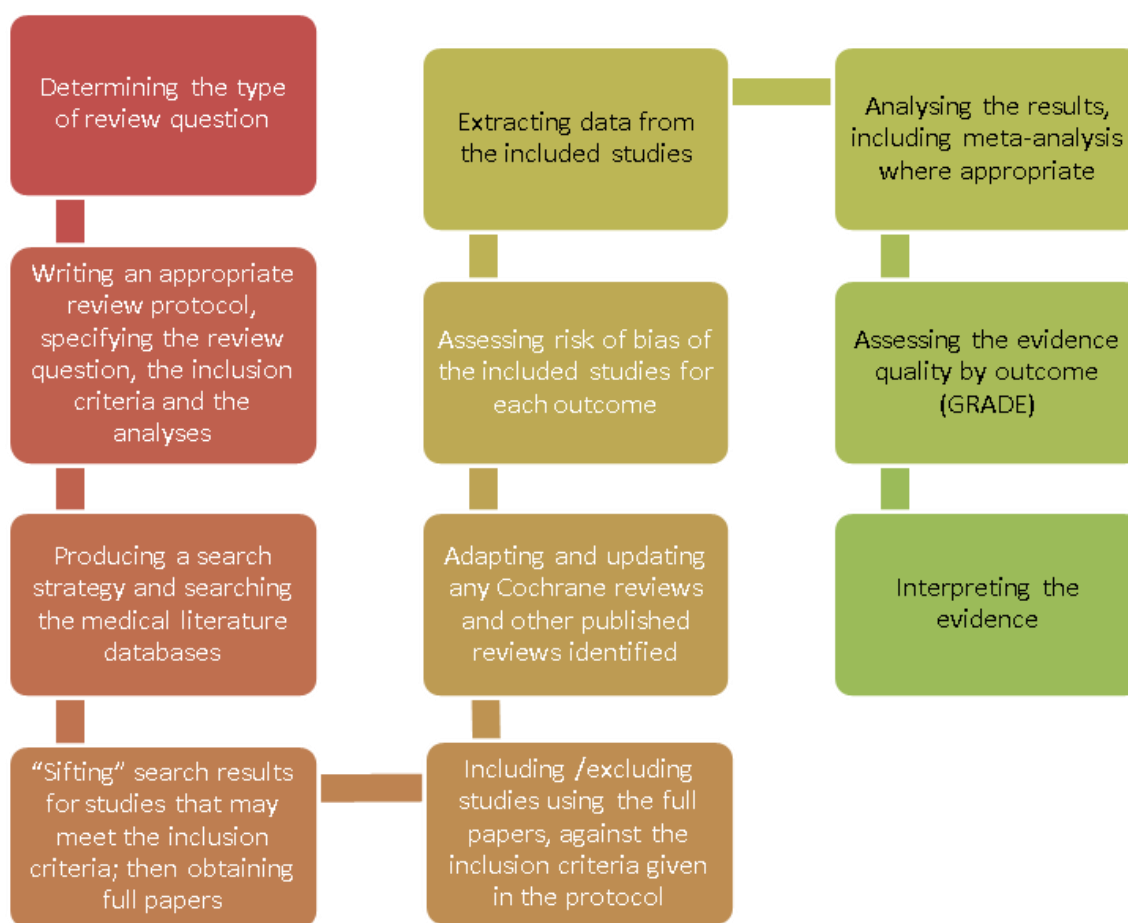 Determining the type
of review question
Writing an appropriate
review protocol,
specifying the review
question, the inclusion
criteria and the
analyses
Producing a search
strategy and searching
the medical literature
databases
“Sifting” search results
for studies that may
meet the inclusion
criteria; then obtaining
full papers
Including /excluding
studies using the full
papers, against the
inclusion criteria given
in the protocol
Adapting and updating
any Cochrane reviews
and other published
reviews identified
Assessing risk of bias of
the included studies for
each outcome
Extracting data from
the included studies
Analysing the results,
including meta-analysis
where appropriate
Assessing the evidence
quality by outcome
(GRADE)
Interpreting the
evidence